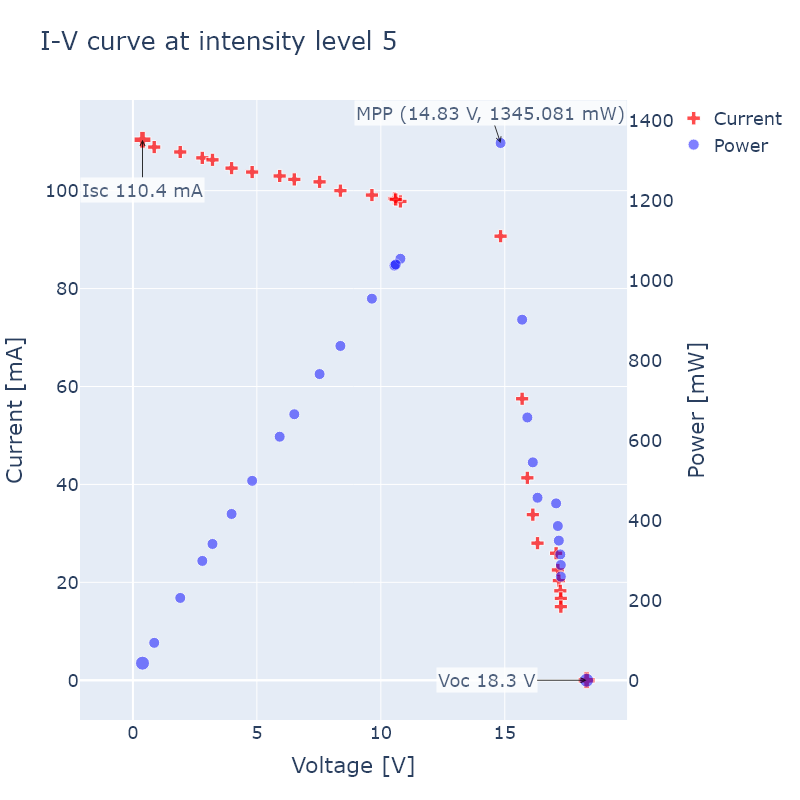 I-V curve at intensity level 5
MPP (14.83 V, 1345.081 mW)
Current
Power
Isc 110.4 mA
Voc 18.3 V
100
80
60
40
20
0
Current [mA]
1400
1200
1000
800
600
400
200
0
Power [mW]
0
5
10
15
Voltage [V]